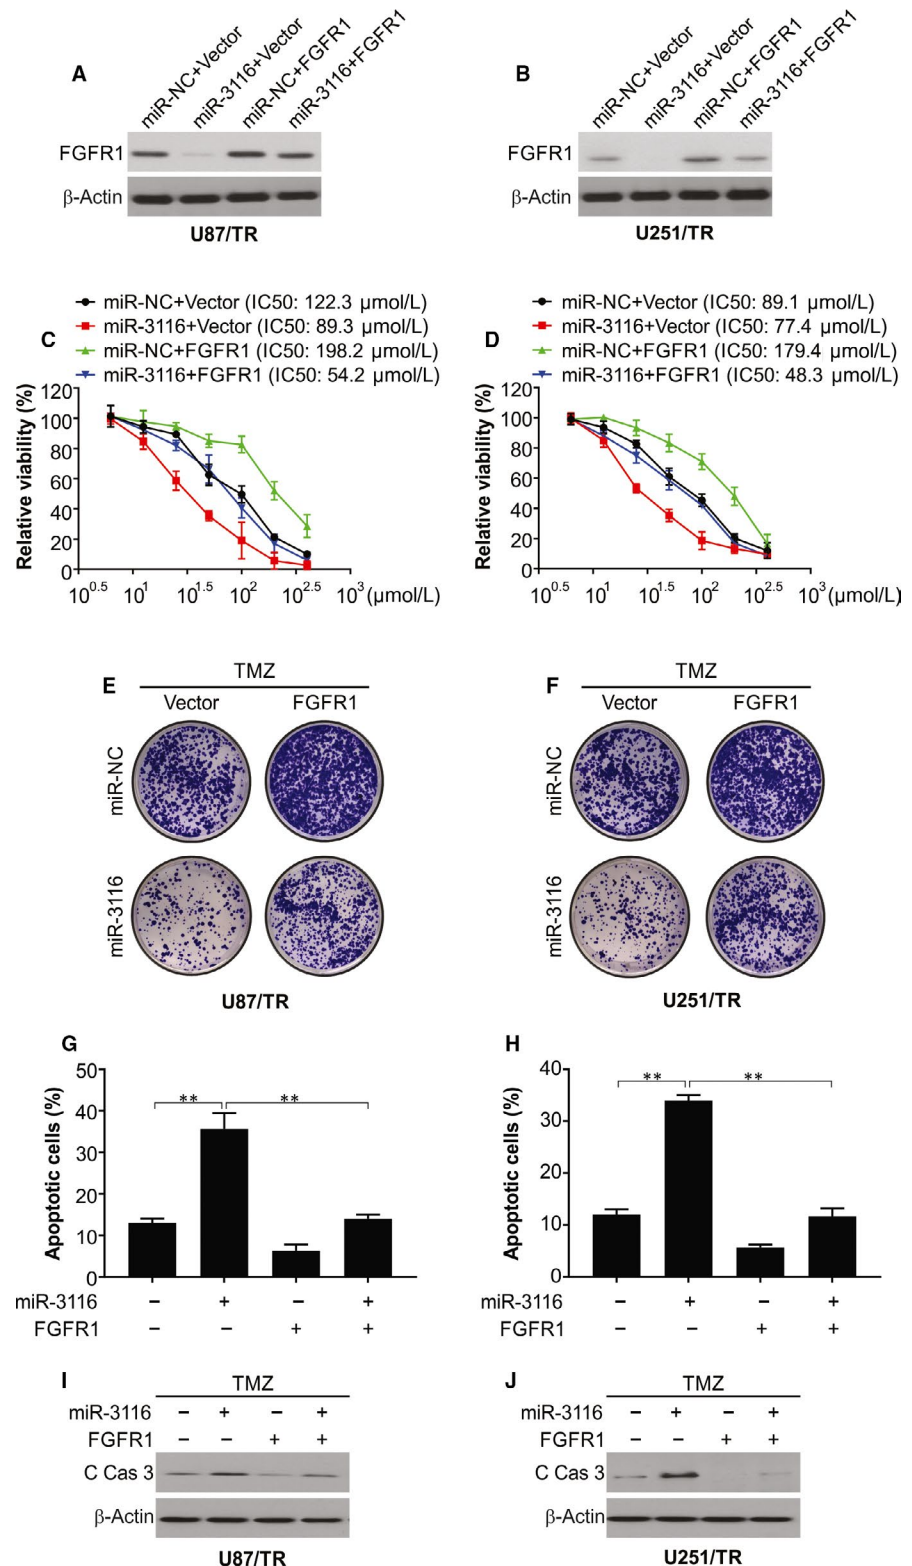 A
miR-NC+Vector
miR-3116+Vector
miR-NC+FGFR1
miR-3116+FGFR1
FGFR1
β-Actin
U87/TR
B
miR-NC+Vector
miR-3116+Vector
miR-NC+FGFR1
miR-3116+FGFR1
FGFR1
β-Actin
U251/TR
C
miR-NC+Vector (IC50: 122.3 µmol/L)
miR-3116+Vector (IC50: 89.3 µmol/L)
miR-NC+FGFR1 (IC50: 198.2 µmol/L)
miR-3116+FGFR1 (IC50: 54.2 µmol/L)
Relative viability (%)
120
100
80
60
40
20
0
10^0.5 10^1 10^1.5 10^2 10^2.5 10^3 (µmol/L)
D
miR-NC+Vector (IC50: 89.1 µmol/L)
miR-3116+Vector (IC50: 77.4 µmol/L)
miR-NC+FGFR1 (IC50: 179.4 µmol/L)
miR-3116+FGFR1 (IC50: 48.3 µmol/L)
Relative viability (%)
120
100
80
60
40
20
0
10^0.5 10^1 10^1.5 10^2 10^2.5 10^3 (µmol/L)
E
TMZ
Vector FGFR1
miR-NC
miR-3116
U87/TR
F
TMZ
Vector FGFR1
miR-NC
miR-3116
U251/TR
G
Apoptotic cells (%)
50
40
30
20
10
0
** **
miR-3116 − + − +
FGFR1 − − + +
H
Apoptotic cells (%)
40
30
20
10
0
** **
miR-3116 − + − +
FGFR1 − − + +
I
TMZ
miR-3116 − + − +
FGFR1 − − + +
C Cas 3
β-Actin
U87/TR
J
TMZ
miR-3116 − + − +
FGFR1 − − + +
C Cas 3
β-Actin
U251/TR